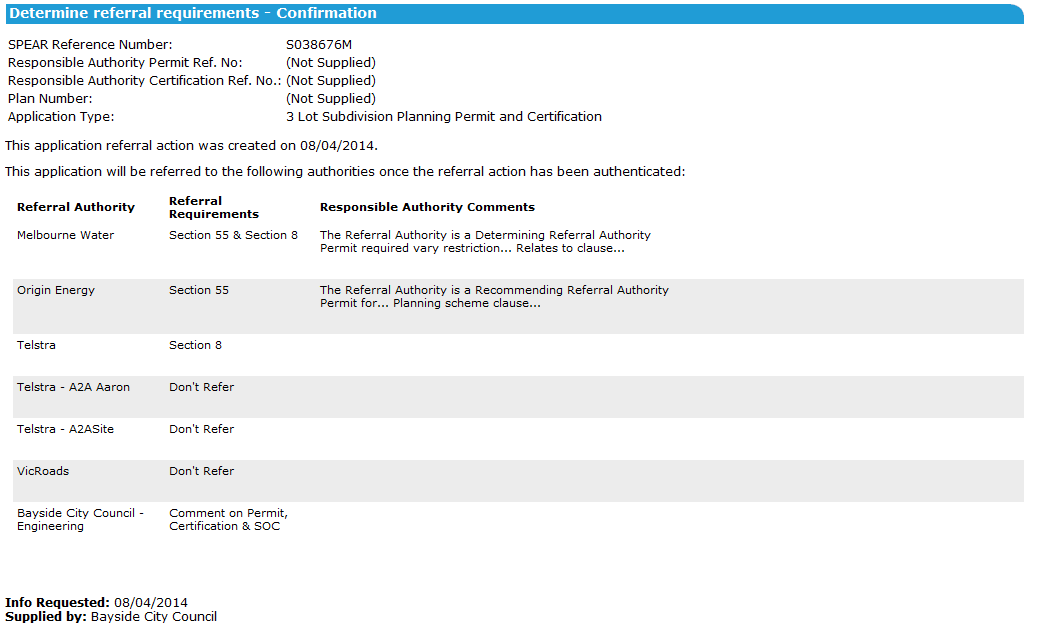 Determine referral requirements - Confirmation
SPEAR Reference Number: S038676M
Responsible Authority Permit Ref. No: (Not Supplied)
Responsible Authority Certification Ref. No.: (Not Supplied)
Plan Number: (Not Supplied)
Application Type: 3 Lot Subdivision Planning Permit and Certification
This application referral action was created on 08/04/2014.
This application will be referred to the following authorities once the referral action has been authenticated:
Referral Authority
Referral
Requirements
Responsible Authority Comments
Melbourne Water
Section 55 & Section 8
The Referral Authority is a Determining Referral Authority
Permit required vary restriction... Relates to clause...
Origin Energy
Section 55
The Referral Authority is a Recommending Referral Authority
Permit for... Planning scheme clause...
Telstra
Section 8
Telstra - A2A Aaron
Don't Refer
Telstra - A2ASite
Don't Refer
VicRoads
Don't Refer
Bayside City Council -
Engineering
Comment on Permit,
Certification & SOC
Info Requested: 08/04/2014
Supplied by: Bayside City Council